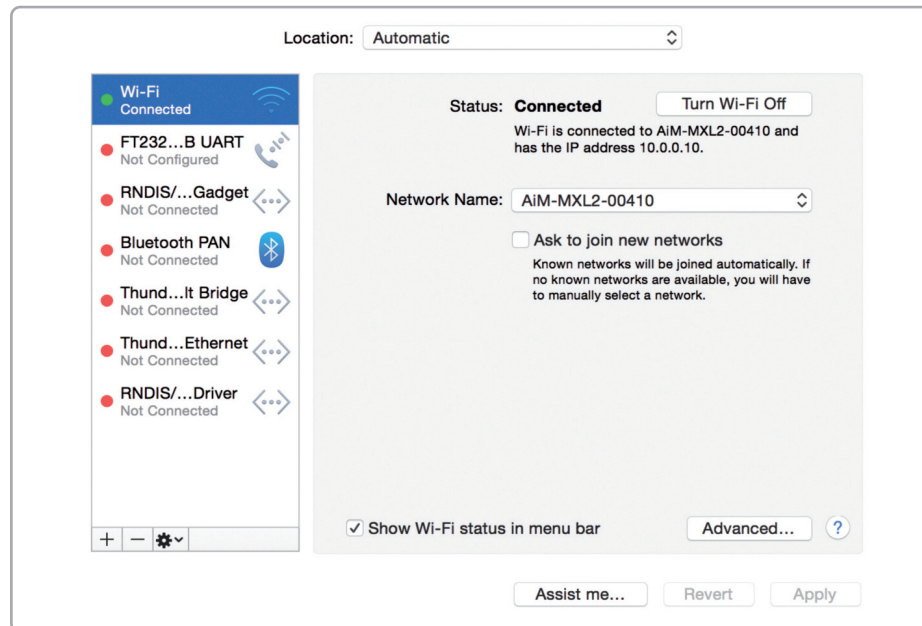 Location: Automatic
Wi-Fi
Connected
FT232...B UART
Not Configured
RNDIS/...Gadget
Not Connected
Bluetooth PAN
Not Connected
Thund...lt Bridge
Not Connected
Thund...Ethernet
Not Connected
RNDIS/...Driver
Not Connected
Status: Connected
Turn Wi-Fi Off
Wi-Fi is connected to AiM-MXL2-00410 and
has the IP address 10.0.0.10.
Network Name: AiM-MXL2-00410
Ask to join new networks
Known networks will be joined automatically. If
no known networks are available, you will have
to manually select a network.
Show Wi-Fi status in menu bar
Advanced...
?
Assist me...
Revert
Apply